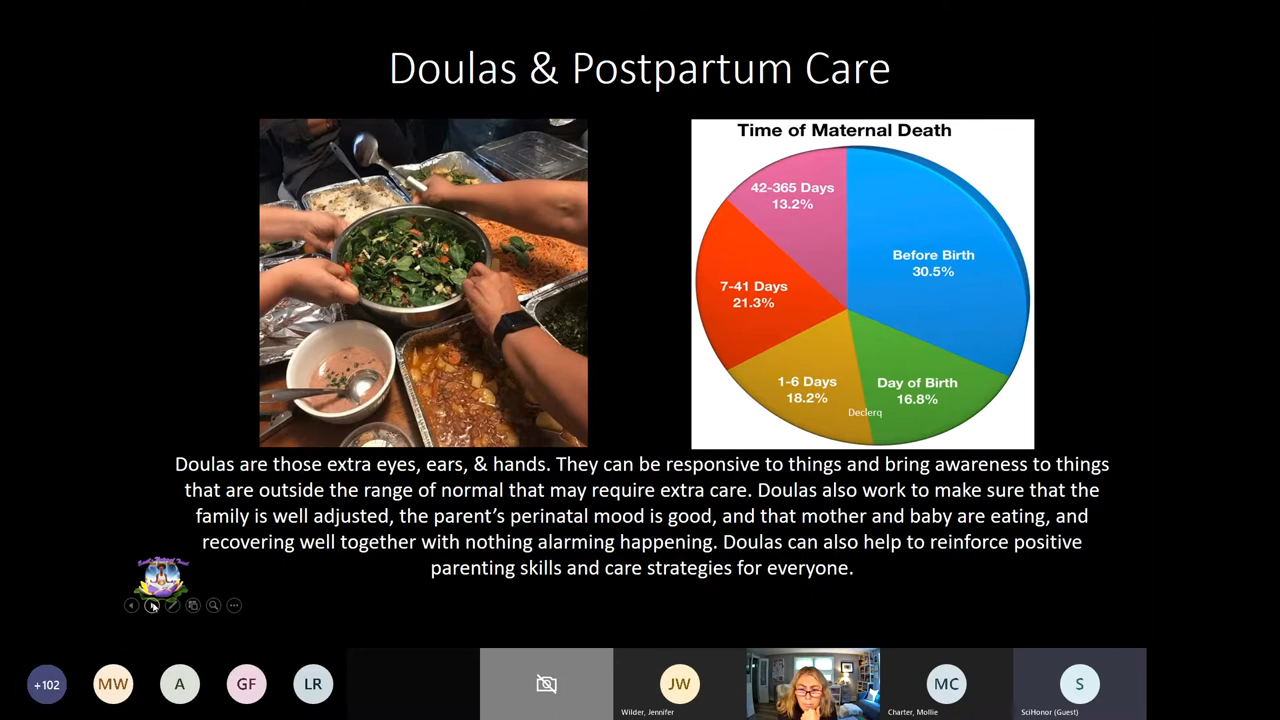 Doulas & Postpartum Care
Time of Maternal Death
42-365 Days
13.2%
Before Birth
30.5%
7-41 Days
21.3%
1-6 Days
18.2%
Day of Birth
16.8%
Declerq
Doulas are those extra eyes, ears, & hands. They can be responsive to things and bring awareness to things
that are outside the range of normal that may require extra care. Doulas also work to make sure that the
family is well adjusted, the parent’s perinatal mood is good, and that mother and baby are eating, and
recovering well together with nothing alarming happening. Doulas can also help to reinforce positive
parenting skills and care strategies for everyone.
+102
MW
A
GF
LR
JW
MC
S
Wilder, Jennifer
Charter, Mollie
SciHonor (Guest)